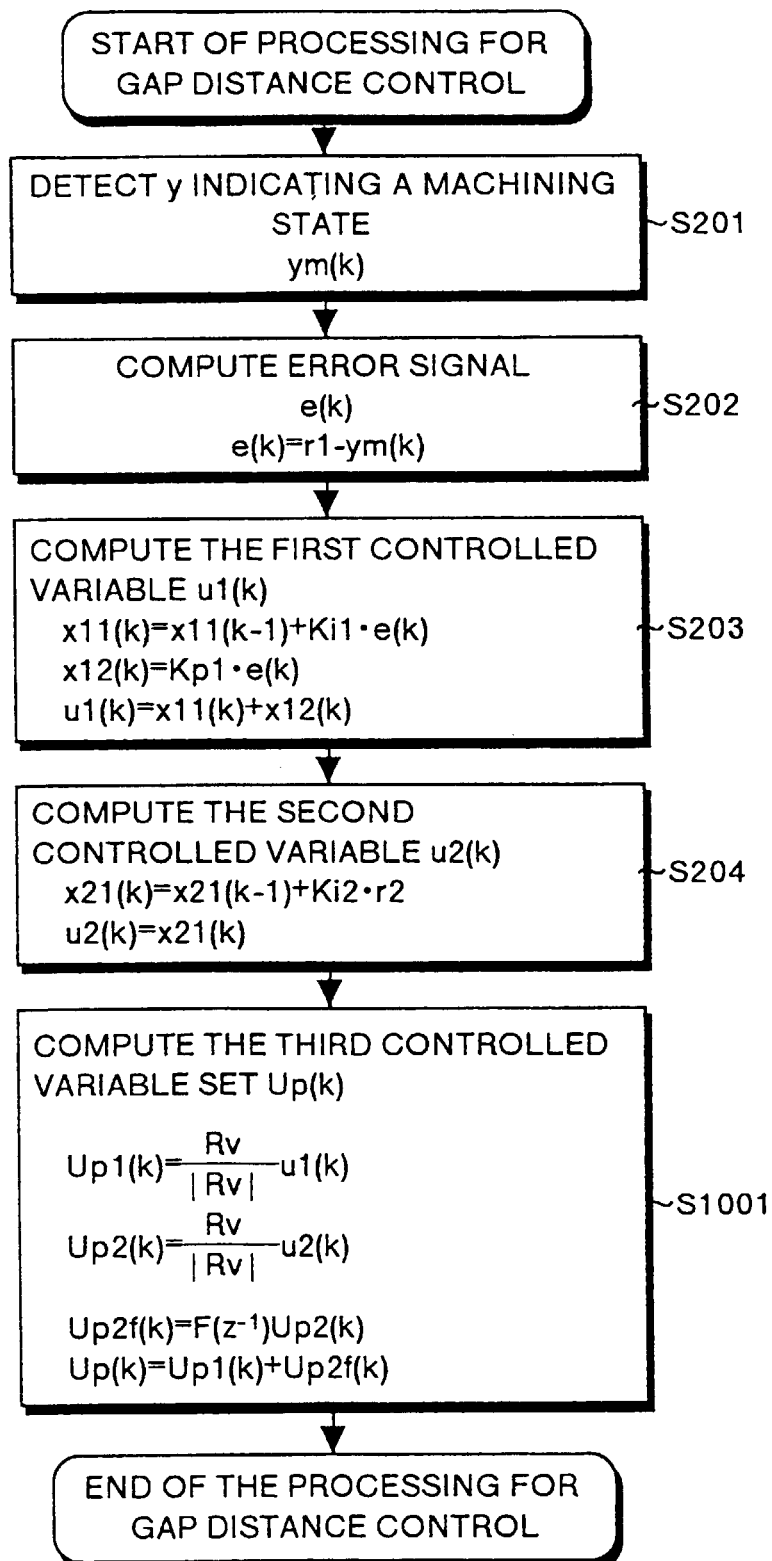 START OF PROCESSING FOR
GAP DISTANCE CONTROL
DETECT y INDICATING A MACHINING
STATE
ym(k)
~S201
COMPUTE ERROR SIGNAL
e(k)
e(k)=r1-ym(k)
~S202
COMPUTE THE FIRST CONTROLLED
VARIABLE u1(k)
x11(k)=x11(k-1)+Ki1·e(k)
x12(k)=Kp1·e(k)
u1(k)=x11(k)+x12(k)
~S203
COMPUTE THE SECOND
CONTROLLED VARIABLE u2(k)
x21(k)=x21(k-1)+Ki2·r2
u2(k)=x21(k)
~S204
COMPUTE THE THIRD CONTROLLED
VARIABLE SET Up(k)
Up1(k)=Rv/|Rv| u1(k)
Up2(k)=Rv/|Rv| u2(k)
Up2f(k)=F(z⁻¹)Up2(k)
Up(k)=Up1(k)+Up2f(k)
~S1001
END OF THE PROCESSING FOR
GAP DISTANCE CONTROL